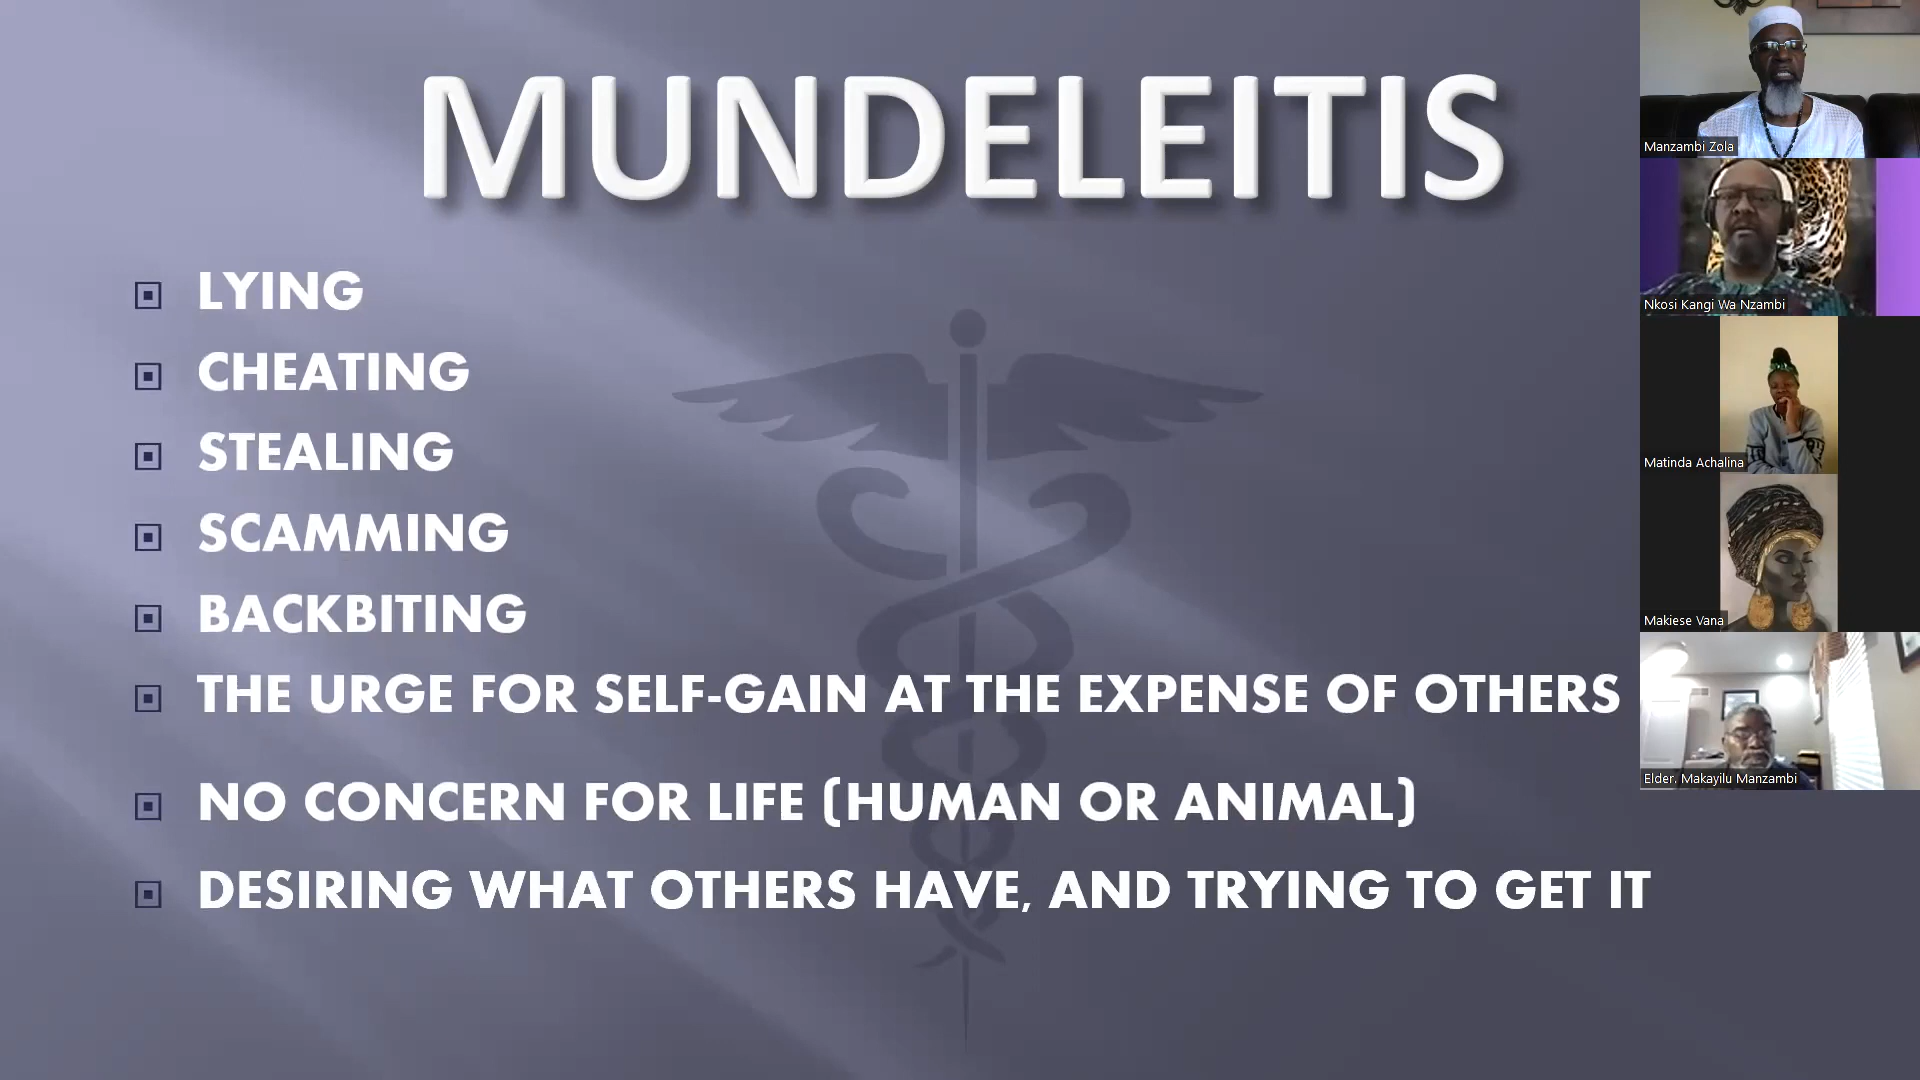 MUNDELEITIS
LYING
CHEATING
STEALING
SCAMMING
BACKBITING
THE URGE FOR SELF-GAIN AT THE EXPENSE OF OTHERS
NO CONCERN FOR LIFE (HUMAN OR ANIMAL)
DESIRING WHAT OTHERS HAVE, AND TRYING TO GET IT
Manzambi Zola
Nkosi Kangi Wa Nzambi
Matinda Achalina
Makiese Vana
Elder. Makayilu Manzambi